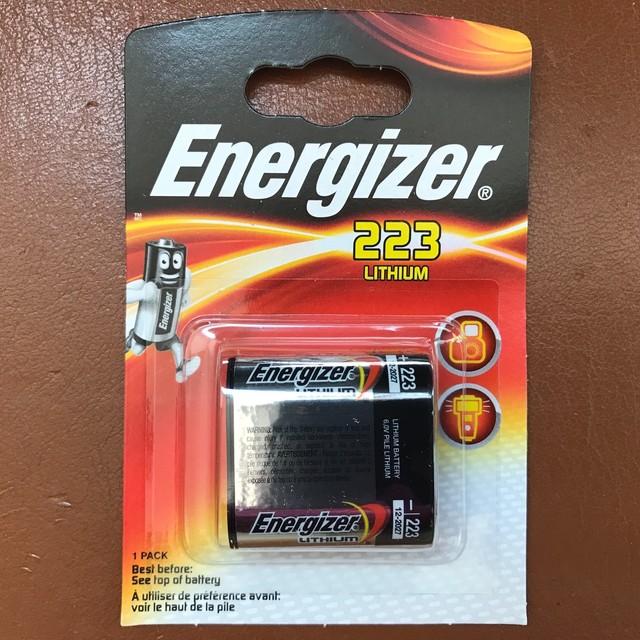 Energizer®
223
LITHIUM
™
Energizer
Energizer
LITHIUM
+ 223
-2027
LITHIUM BATTERY
6.0V PILE LITHIUM
Energizer
LITHIUM
− 223
12-2027
1 PACK
Best before:
See top of battery
À utiliser de préférence avant:
voir le haut de la pile